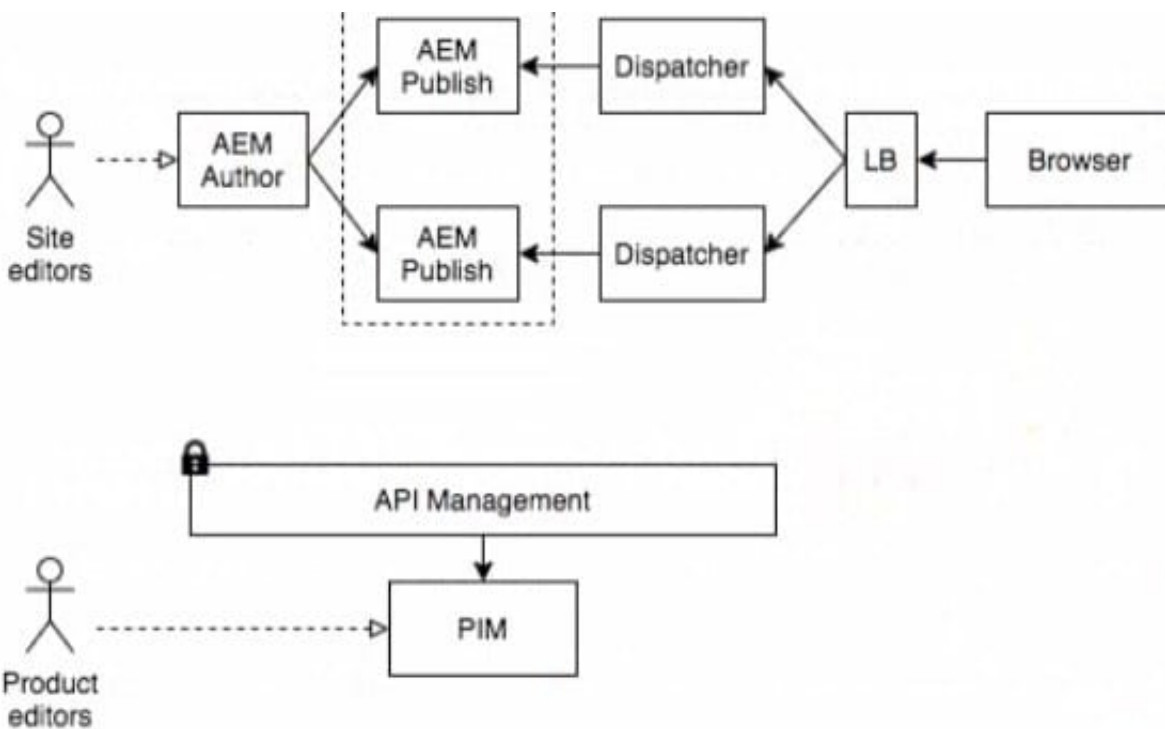 AEM
Publish
Dispatcher
AEM
Author
LB
Browser
Site
editors
AEM
Publish
Dispatcher
API Management
PIM
Product
editors